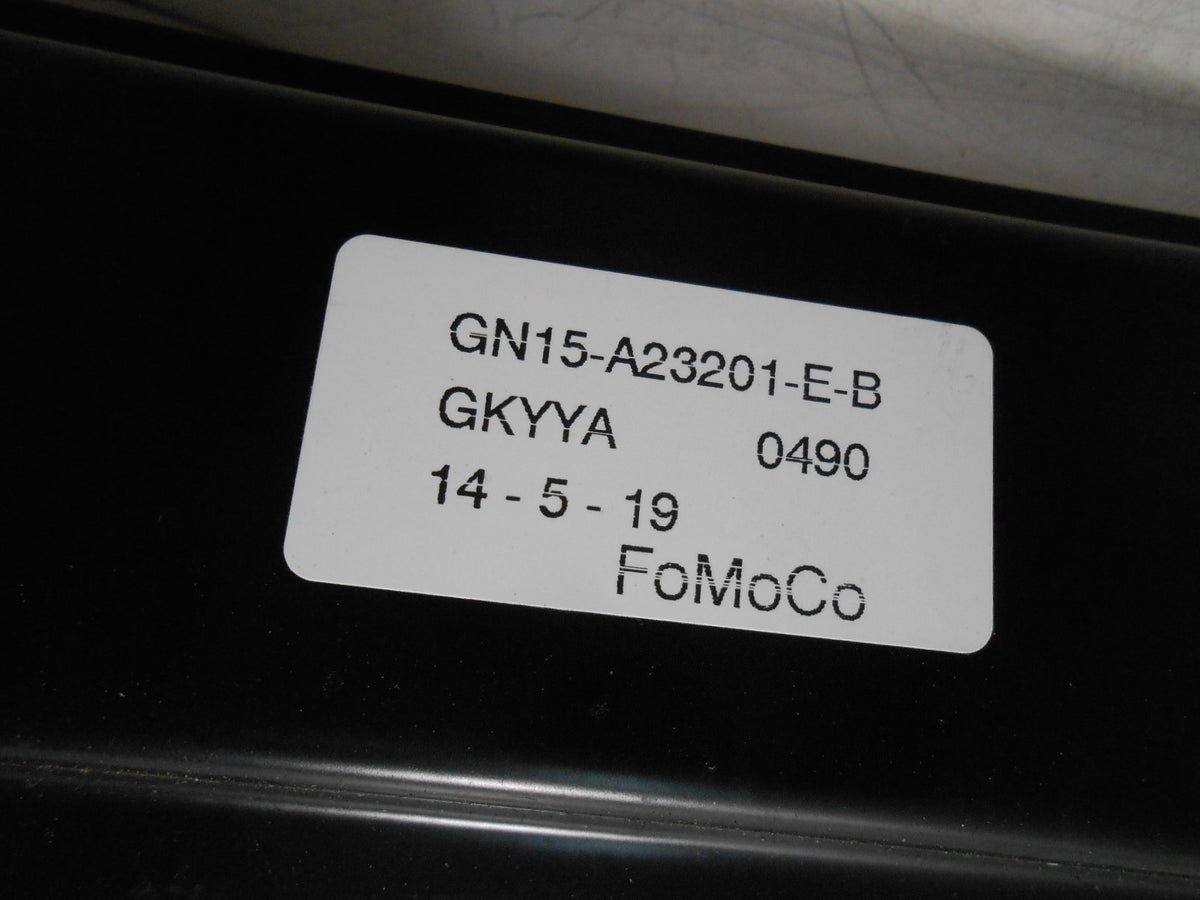 GN15-A23201-E-B
GKYYA 0490
14 - 5 - 19
FoMoCo